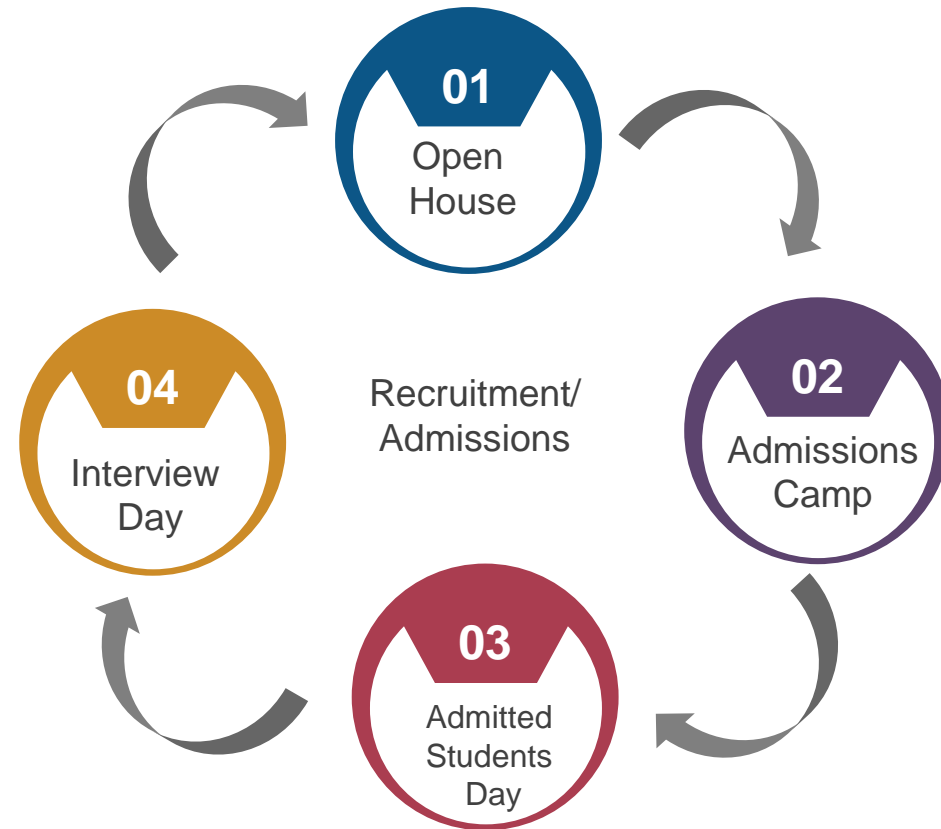 01
Open
House
02
Admissions
Camp
03
Admitted
Students
Day
04
Interview
Day
Recruitment/
Admissions